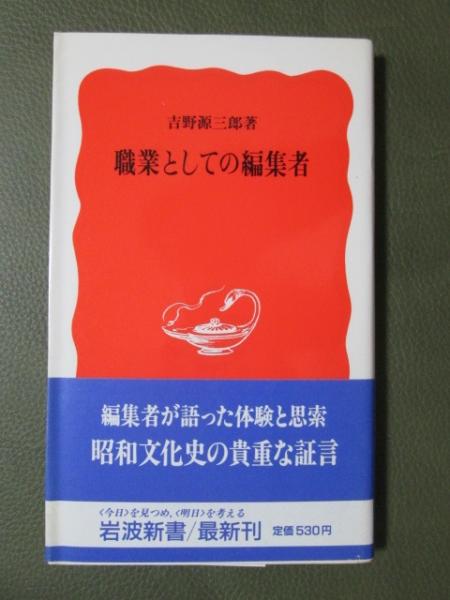 吉野源三郎著
職業としての編集者
編集者が語った体験と思索
昭和文化史の貴重な証言
〈今日〉を見つめ,〈明日〉を考える
岩波新書/最新刊 定価530円